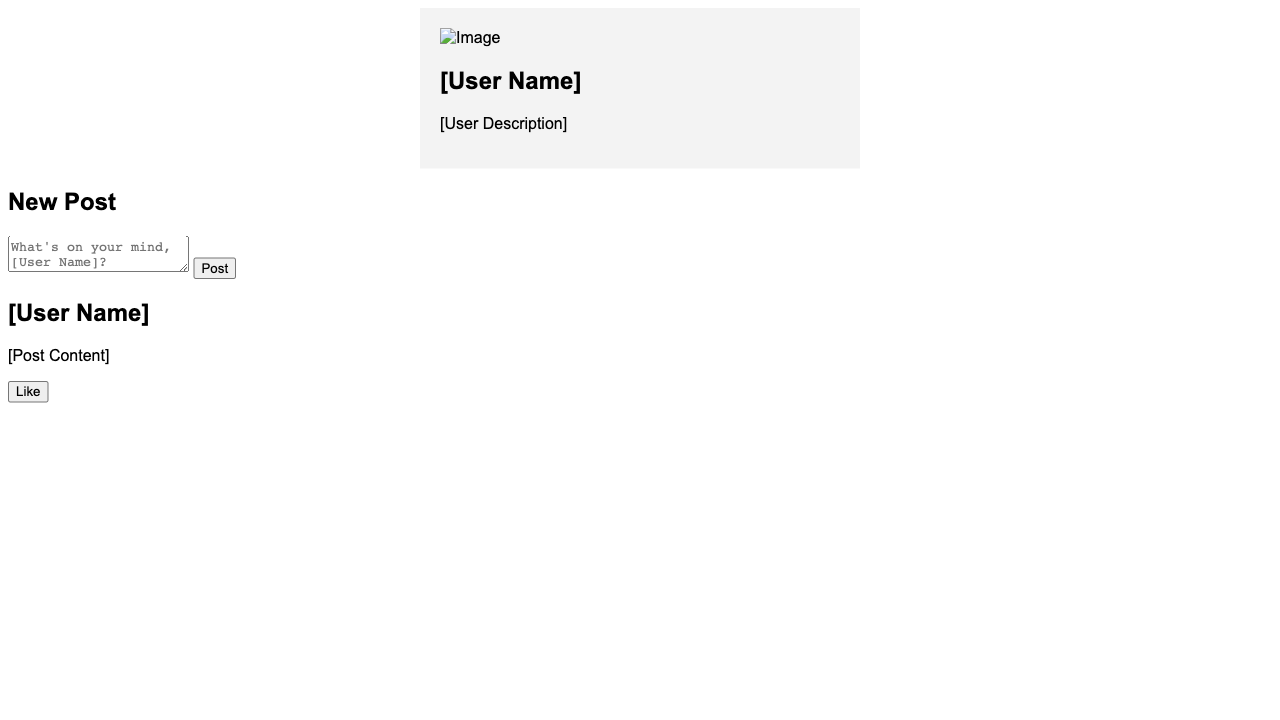 Image
[User Name]
[User Description]
New Post
What's on your mind,
[User Name]?
Post
[User Name]
[Post Content]
Like